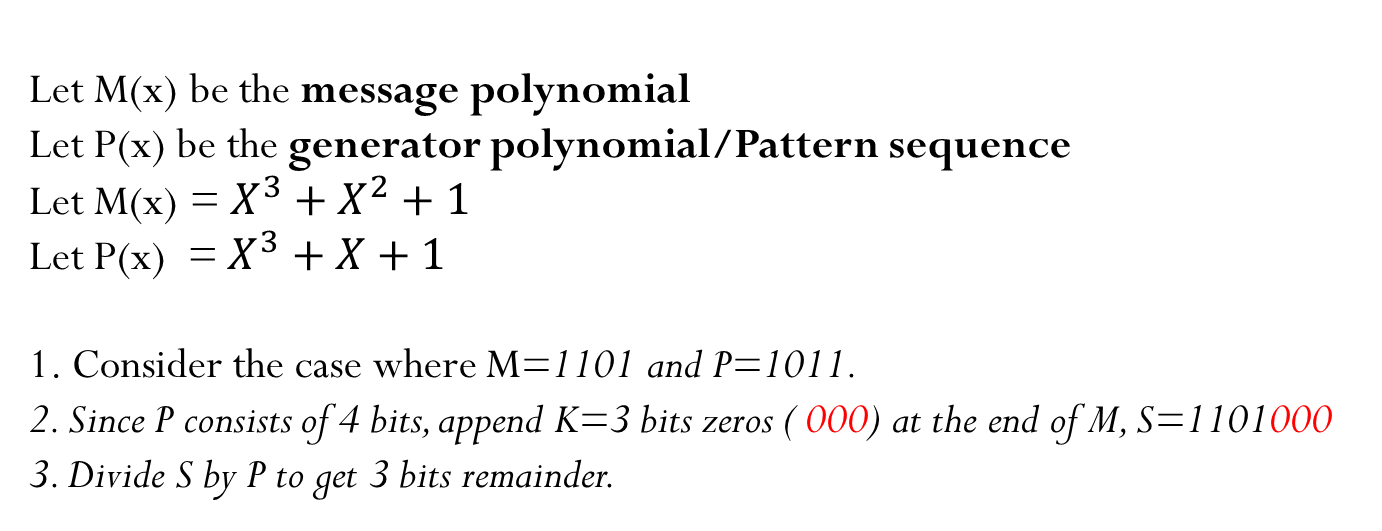 Let M(x) be the message polynomial
Let P(x) be the generator polynomial/Pattern sequence
Let M(x) = X³ + X² + 1
Let P(x) = X³ + X + 1
1. Consider the case where M=1101 and P=1011.
2. Since P consists of 4 bits, append K=3 bits zeros ( 000) at the end of M, S=1101000
3. Divide S by P to get 3 bits remainder.